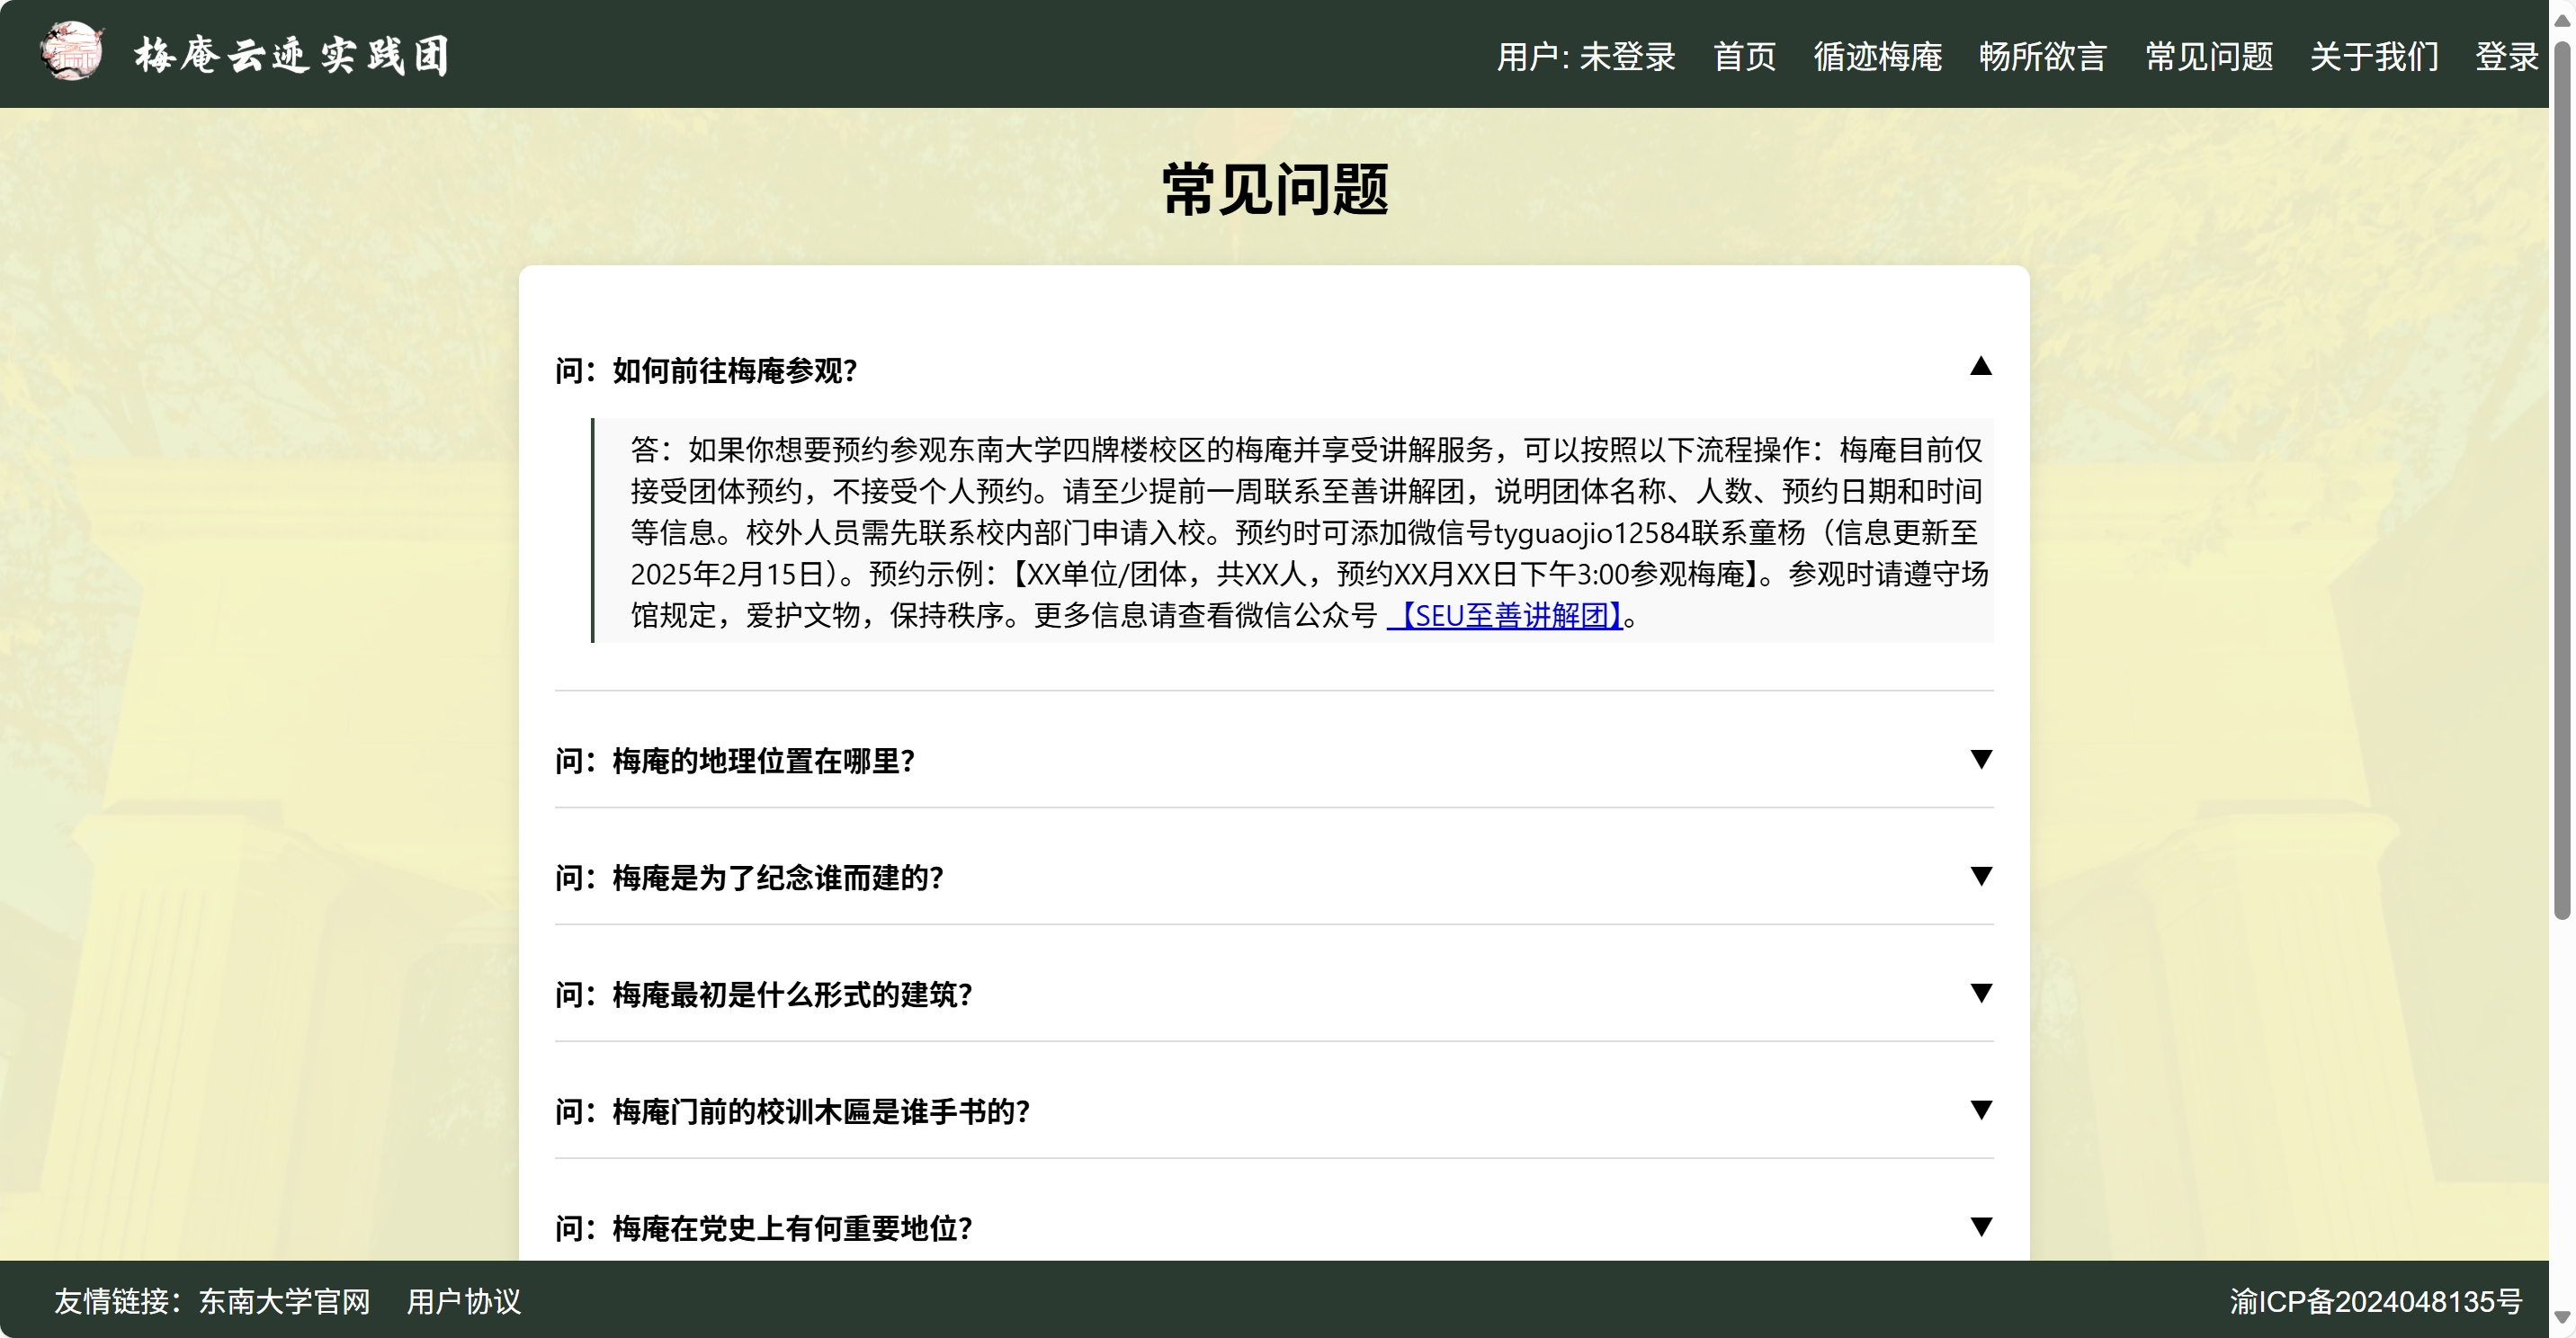 梅庵云迹实践团
用户: 未登录 首页 循迹梅庵 畅所欲言 常见问题 关于我们 登录
常见问题
问：如何前往梅庵参观？
答：如果你想要预约参观东南大学四牌楼校区的梅庵并享受讲解服务，可以按照以下流程操作：梅庵目前仅
接受团体预约，不接受个人预约。请至少提前一周联系至善讲解团，说明团体名称、人数、预约日期和时间
等信息。校外人员需先联系校内部门申请入校。预约时可添加微信号tyguaojio12584联系童杨（信息更新至
2025年2月15日）。预约示例：【XX单位/团体，共XX人，预约XX月XX日下午3:00参观梅庵】。参观时请遵守场
馆规定，爱护文物，保持秩序。更多信息请查看微信公众号 【SEU至善讲解团】。
问：梅庵的地理位置在哪里？
问：梅庵是为了纪念谁而建的？
问：梅庵最初是什么形式的建筑？
问：梅庵门前的校训木匾是谁手书的？
问：梅庵在党史上有何重要地位？
友情链接：东南大学官网 用户协议
渝ICP备2024048135号